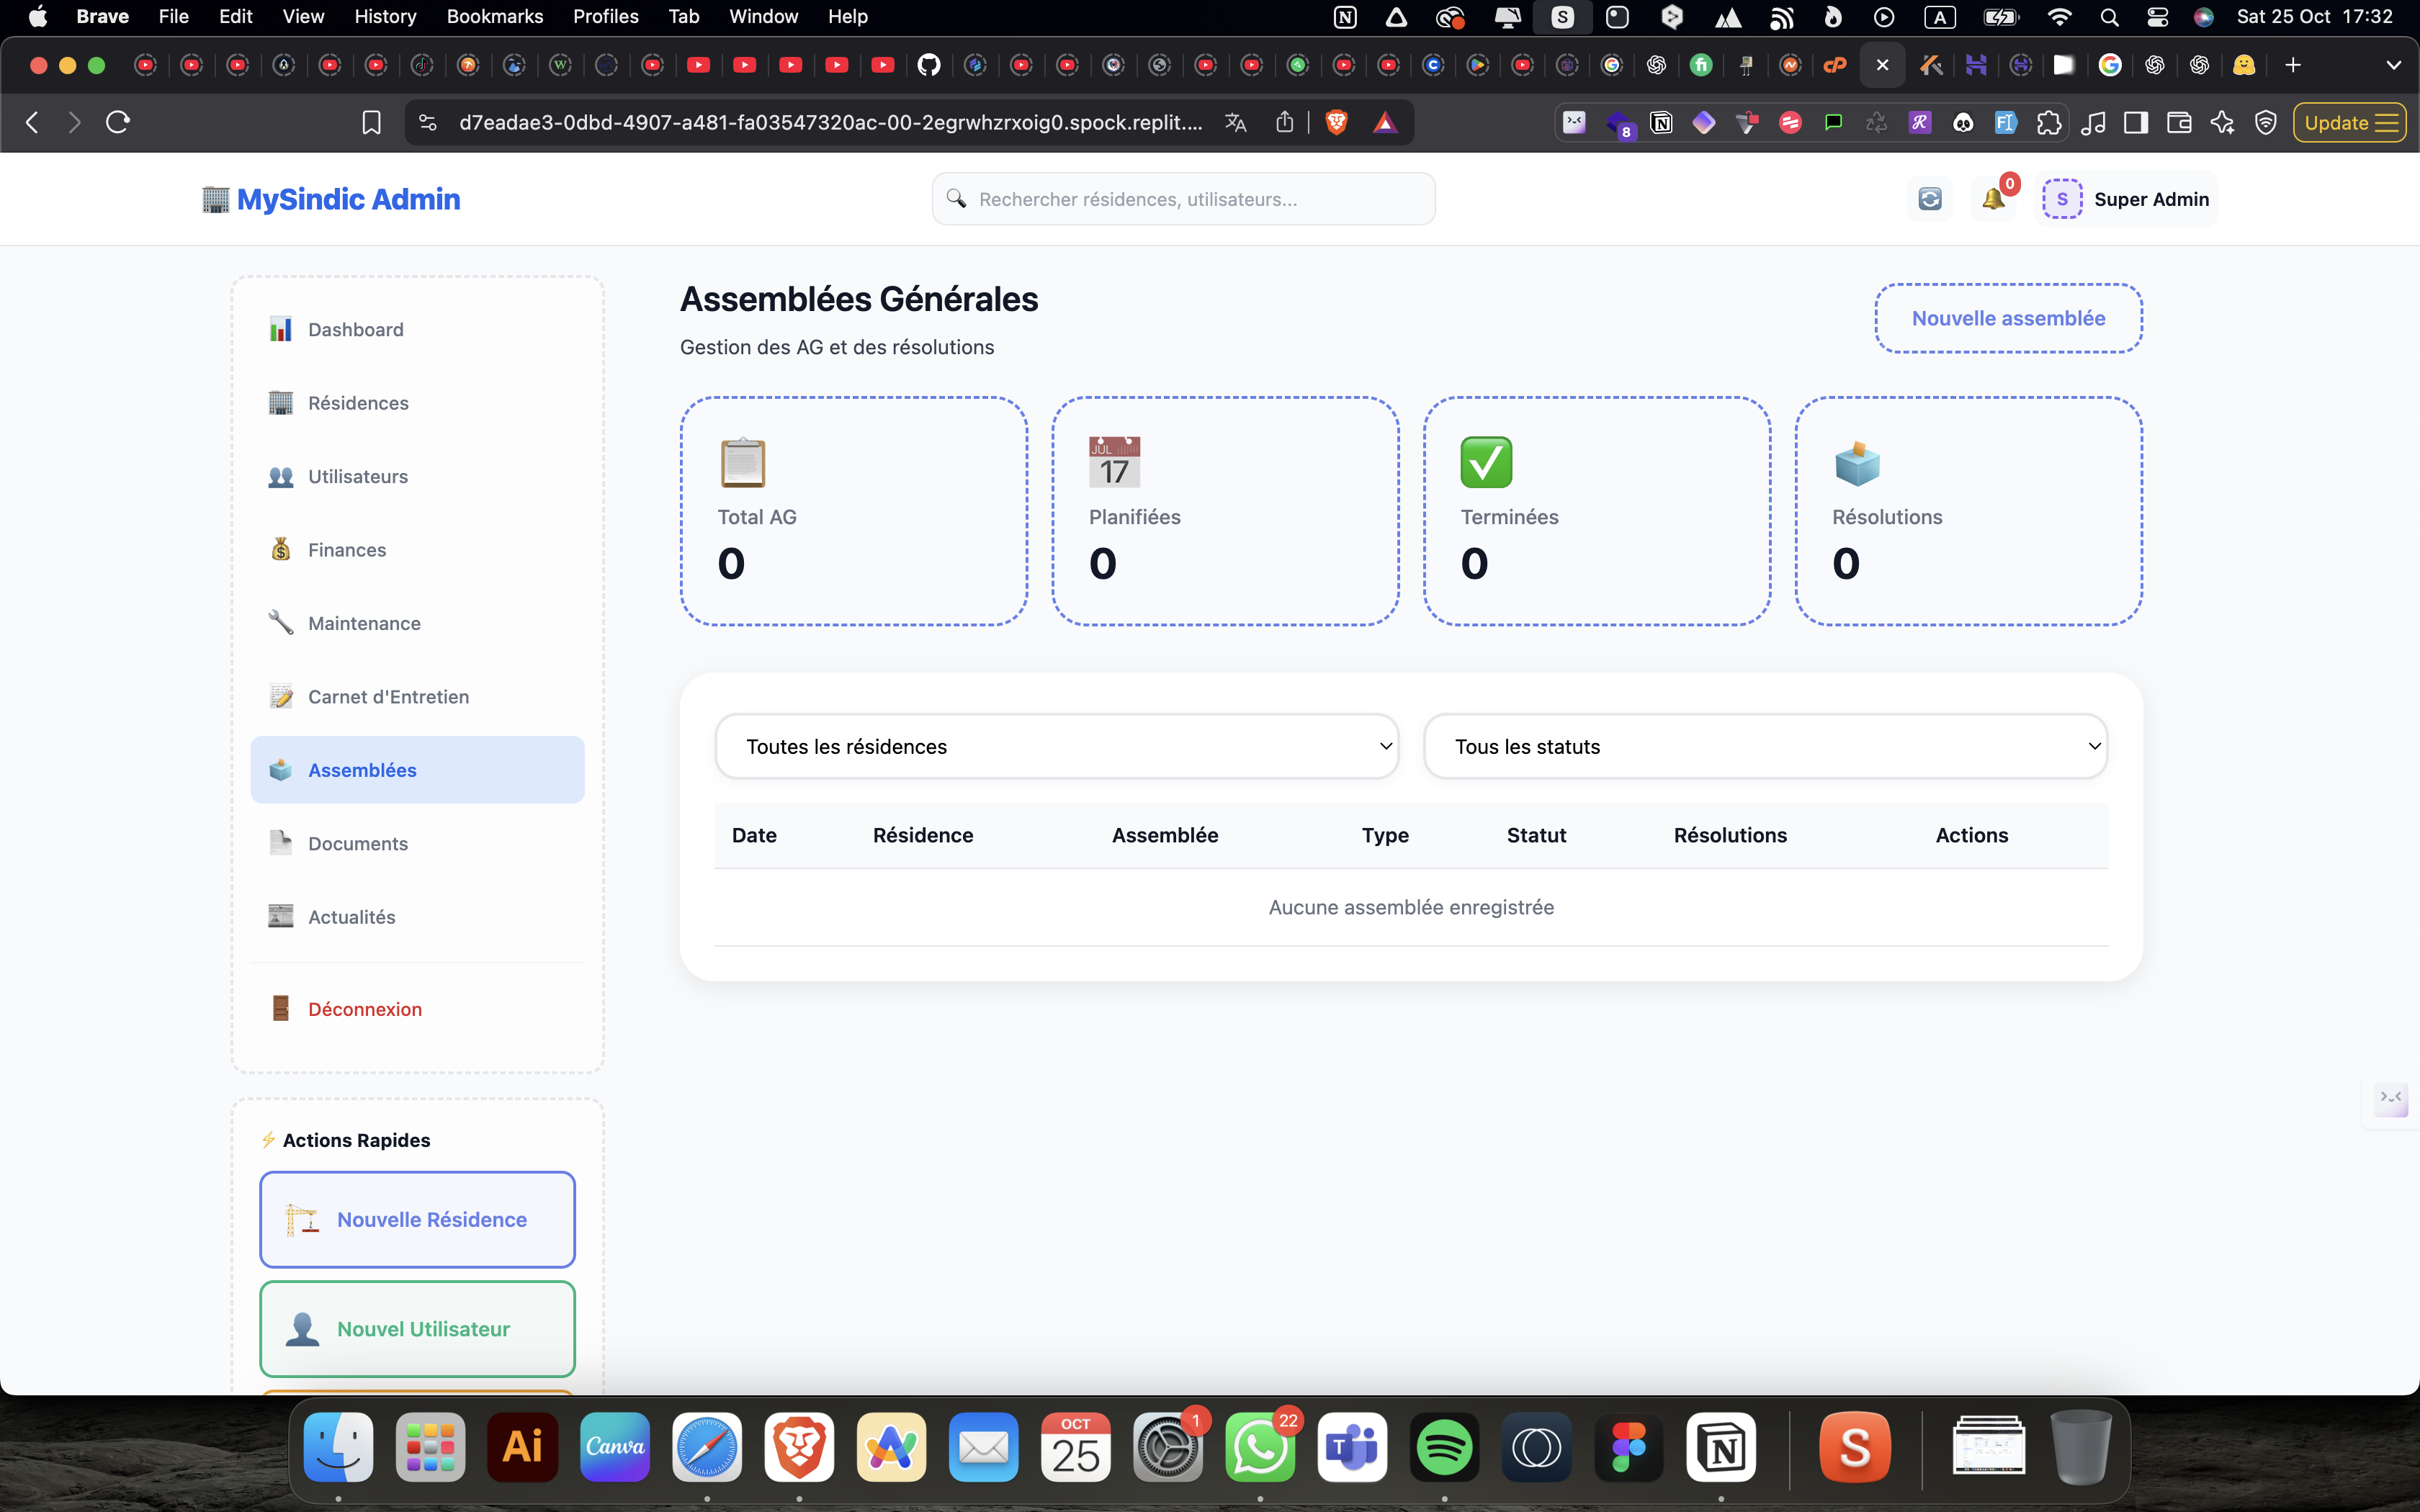 Brave File Edit View History Bookmarks Profiles Tab Window Help
Sat 25 Oct 17:32
d7eadae3-0dbd-4907-a481-fa03547320ac-00-2egrwhzrxoig0.spock.replit....
8
Update
MySindic Admin
Rechercher résidences, utilisateurs...
0
S
Super Admin
Dashboard
Résidences
Utilisateurs
Finances
Maintenance
Carnet d'Entretien
Assemblées
Documents
Actualités
Déconnexion
Actions Rapides
Nouvelle Résidence
Nouvel Utilisateur
Assemblées Générales
Gestion des AG et des résolutions
Nouvelle assemblée
JUL
17
Total AG
0
Planifiées
0
Terminées
0
Résolutions
0
Toutes les résidences
Tous les statuts
Date Résidence Assemblée Type Statut Résolutions Actions
Aucune assemblée enregistrée
Ai
Canva
OCT
25
1
22
T
N
S